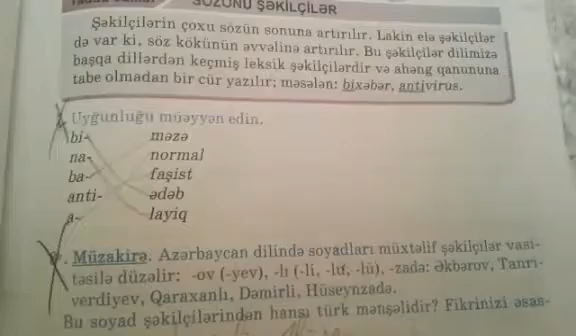 SÖZÖNÜ ŞƏKİLÇİLƏR
Şəkilçilərin çoxu sözün sonuna artırılır. Lakin elə şəkilçilər
də var ki, söz kökünün əvvəlinə artırılır. Bu şəkilçilər dilimizə
başqa dillərdən keçmiş leksik şəkilçilərdir və ahəng qanununa
tabe olmadan bir cür yazılır; məsələn: bixəbər, antivirus.
Uyğunluğu müəyyən edin.
bi- məzə
na- normal
ba- faşist
anti- ədəb
a- layiq
Müzakirə. Azərbaycan dilində soyadları müxtəlif şəkilçilər vasi-
təsilə düzəlir: -ov (-yev), -lı (-li, -lu, -lü), -zadə: Əkbərov, Tanrı-
verdiyev, Qaraxanlı, Dəmirli, Hüseynzadə.
Bu soyad şəkilçilərindən hansı türk mənşəlidir? Fikrinizi əsas-